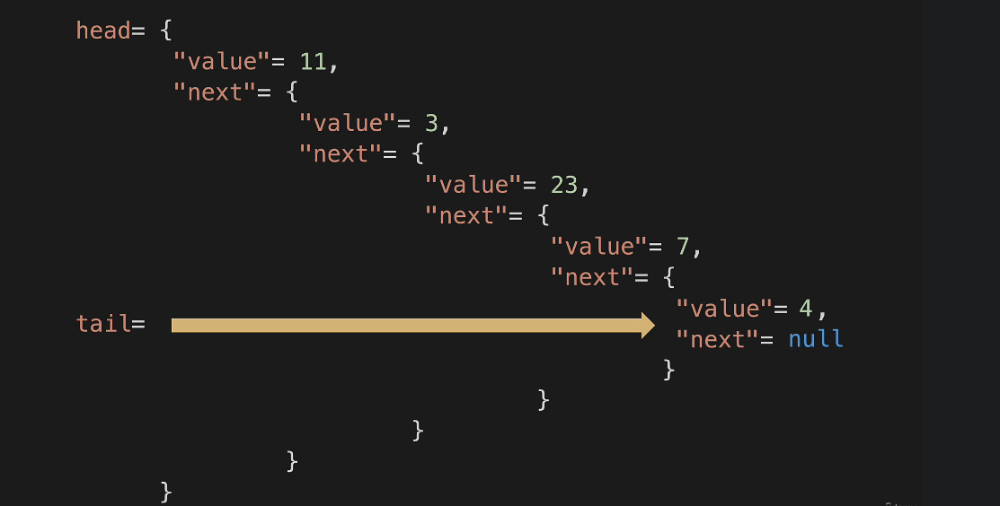 head= {
"value"= 11,
"next"= {
"value"= 3,
"next"= {
"value"= 23,
"next"= {
"value"= 7,
"next"= {
"value"= 4,
tail=
"next"= null
}
}
}
}
}